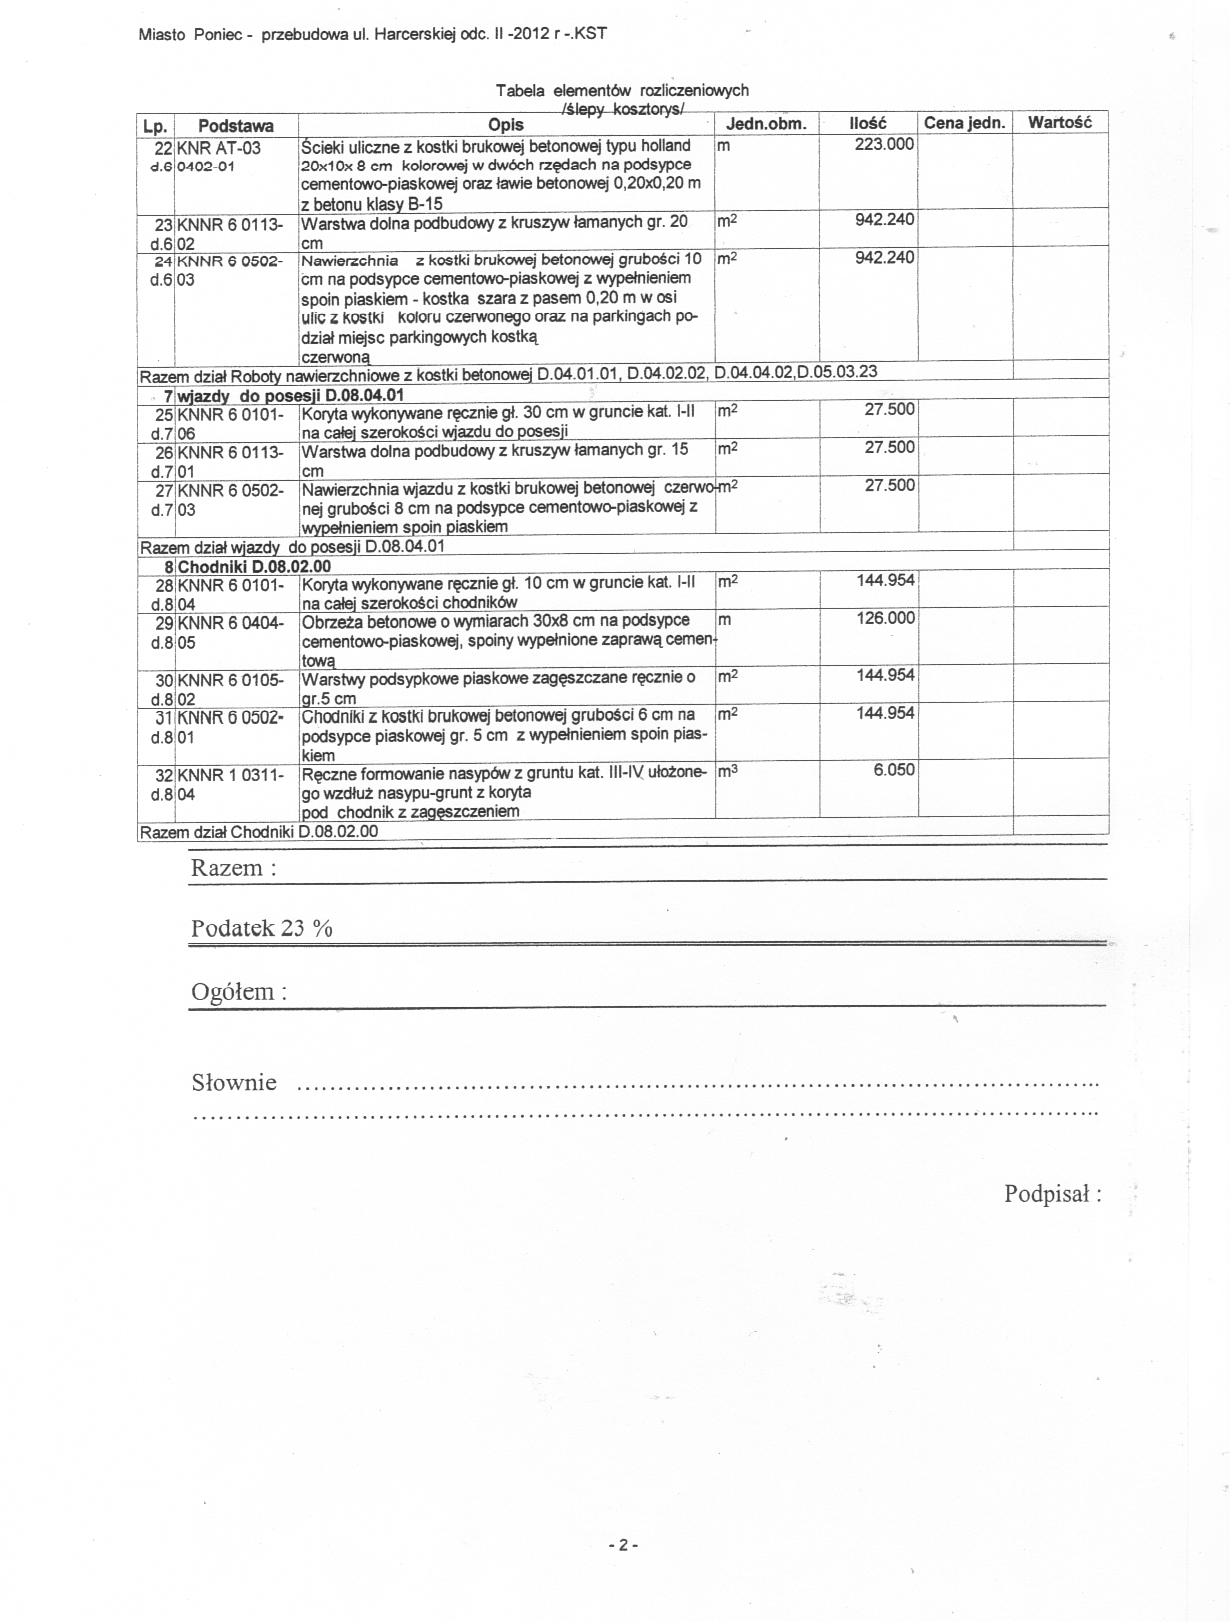 Miasto Poniec - przebudowa ul. Harcerskiej odc. II -2012 r -.KST
Tabela elementów rozliczeniowych
/ślepy kosztorys/
Lp. Podstawa Opis Jedn.obm. Ilość Cena jedn. Wartość
22 KNR AT-03 Ścieki uliczne z kostki brukowej betonowej typu holland m 223.000
d.6 0402-01 20x10x 8 cm kolorowej w dwóch rzędach na podsypce
cementowo-piaskowej oraz ławie betonowej 0,20x0,20 m
z betonu klasy B-15
23 KNNR 6 0113- Warstwa dolna podbudowy z kruszyw łamanych gr. 20 m2 942.240
d.6 02 cm
24 KNNR 6 0502- Nawierzchnia z kostki brukowej betonowej grubości 10 m2 942.240
d.6 03 cm na podsypce cementowo-piaskowej z wypełnieniem
spoin piaskiem - kostka szara z pasem 0,20 m w osi
ulic z kostki koloru czerwonego oraz na parkingach po-
dział miejsc parkingowych kostką
czerwoną
Razem dział Roboty nawierzchniowe z kostki betonowej D.04.01.01, D.04.02.02, D.04.04.02,D.05.03.23
7 wjazdy do posesji D.08.04.01
25 KNNR 6 0101- Koryta wykonywane ręcznie gł. 30 cm w gruncie kat. I-II m2 27.500
d.7 06 na całej szerokości wjazdu do posesji
26 KNNR 6 0113- Warstwa dolna podbudowy z kruszyw łamanych gr. 15 m2 27.500
d.7 01 cm
27 KNNR 6 0502- Nawierzchnia wjazdu z kostki brukowej betonowej czerwo- m2 27.500
d.7 03 nej grubości 8 cm na podsypce cementowo-piaskowej z
wypełnieniem spoin piaskiem
Razem dział wjazdy do posesji D.08.04.01
8 Chodniki D.08.02.00
28 KNNR 6 0101- Koryta wykonywane ręcznie gł. 10 cm w gruncie kat. I-II m2 144.954
d.8 04 na całej szerokości chodników
29 KNNR 6 0404- Obrzeża betonowe o wymiarach 30x8 cm na podsypce m 126.000
d.8 05 cementowo-piaskowej, spoiny wypełnione zaprawą cemen-
tową
30 KNNR 6 0105- Warstwy podsypkowe piaskowe zagęszczane ręcznie o m2 144.954
d.8 02 gr.5 cm
31 KNNR 6 0502- Chodniki z kostki brukowej betonowej grubości 6 cm na m2 144.954
d.8 01 podsypce piaskowej gr. 5 cm z wypełnieniem spoin pias-
kiem
32 KNNR 1 0311- Ręczne formowanie nasypów z gruntu kat. III-IV ułożone- m3 6.050
d.8 04 go wzdłuż nasypu-grunt z koryta
pod chodnik z zagęszczeniem
Razem dział Chodniki D.08.02.00
Razem :
Podatek 23 %
Ogółem :
Słownie ........................................................................................................
........................................................................................................
Podpisał :
- 2 -